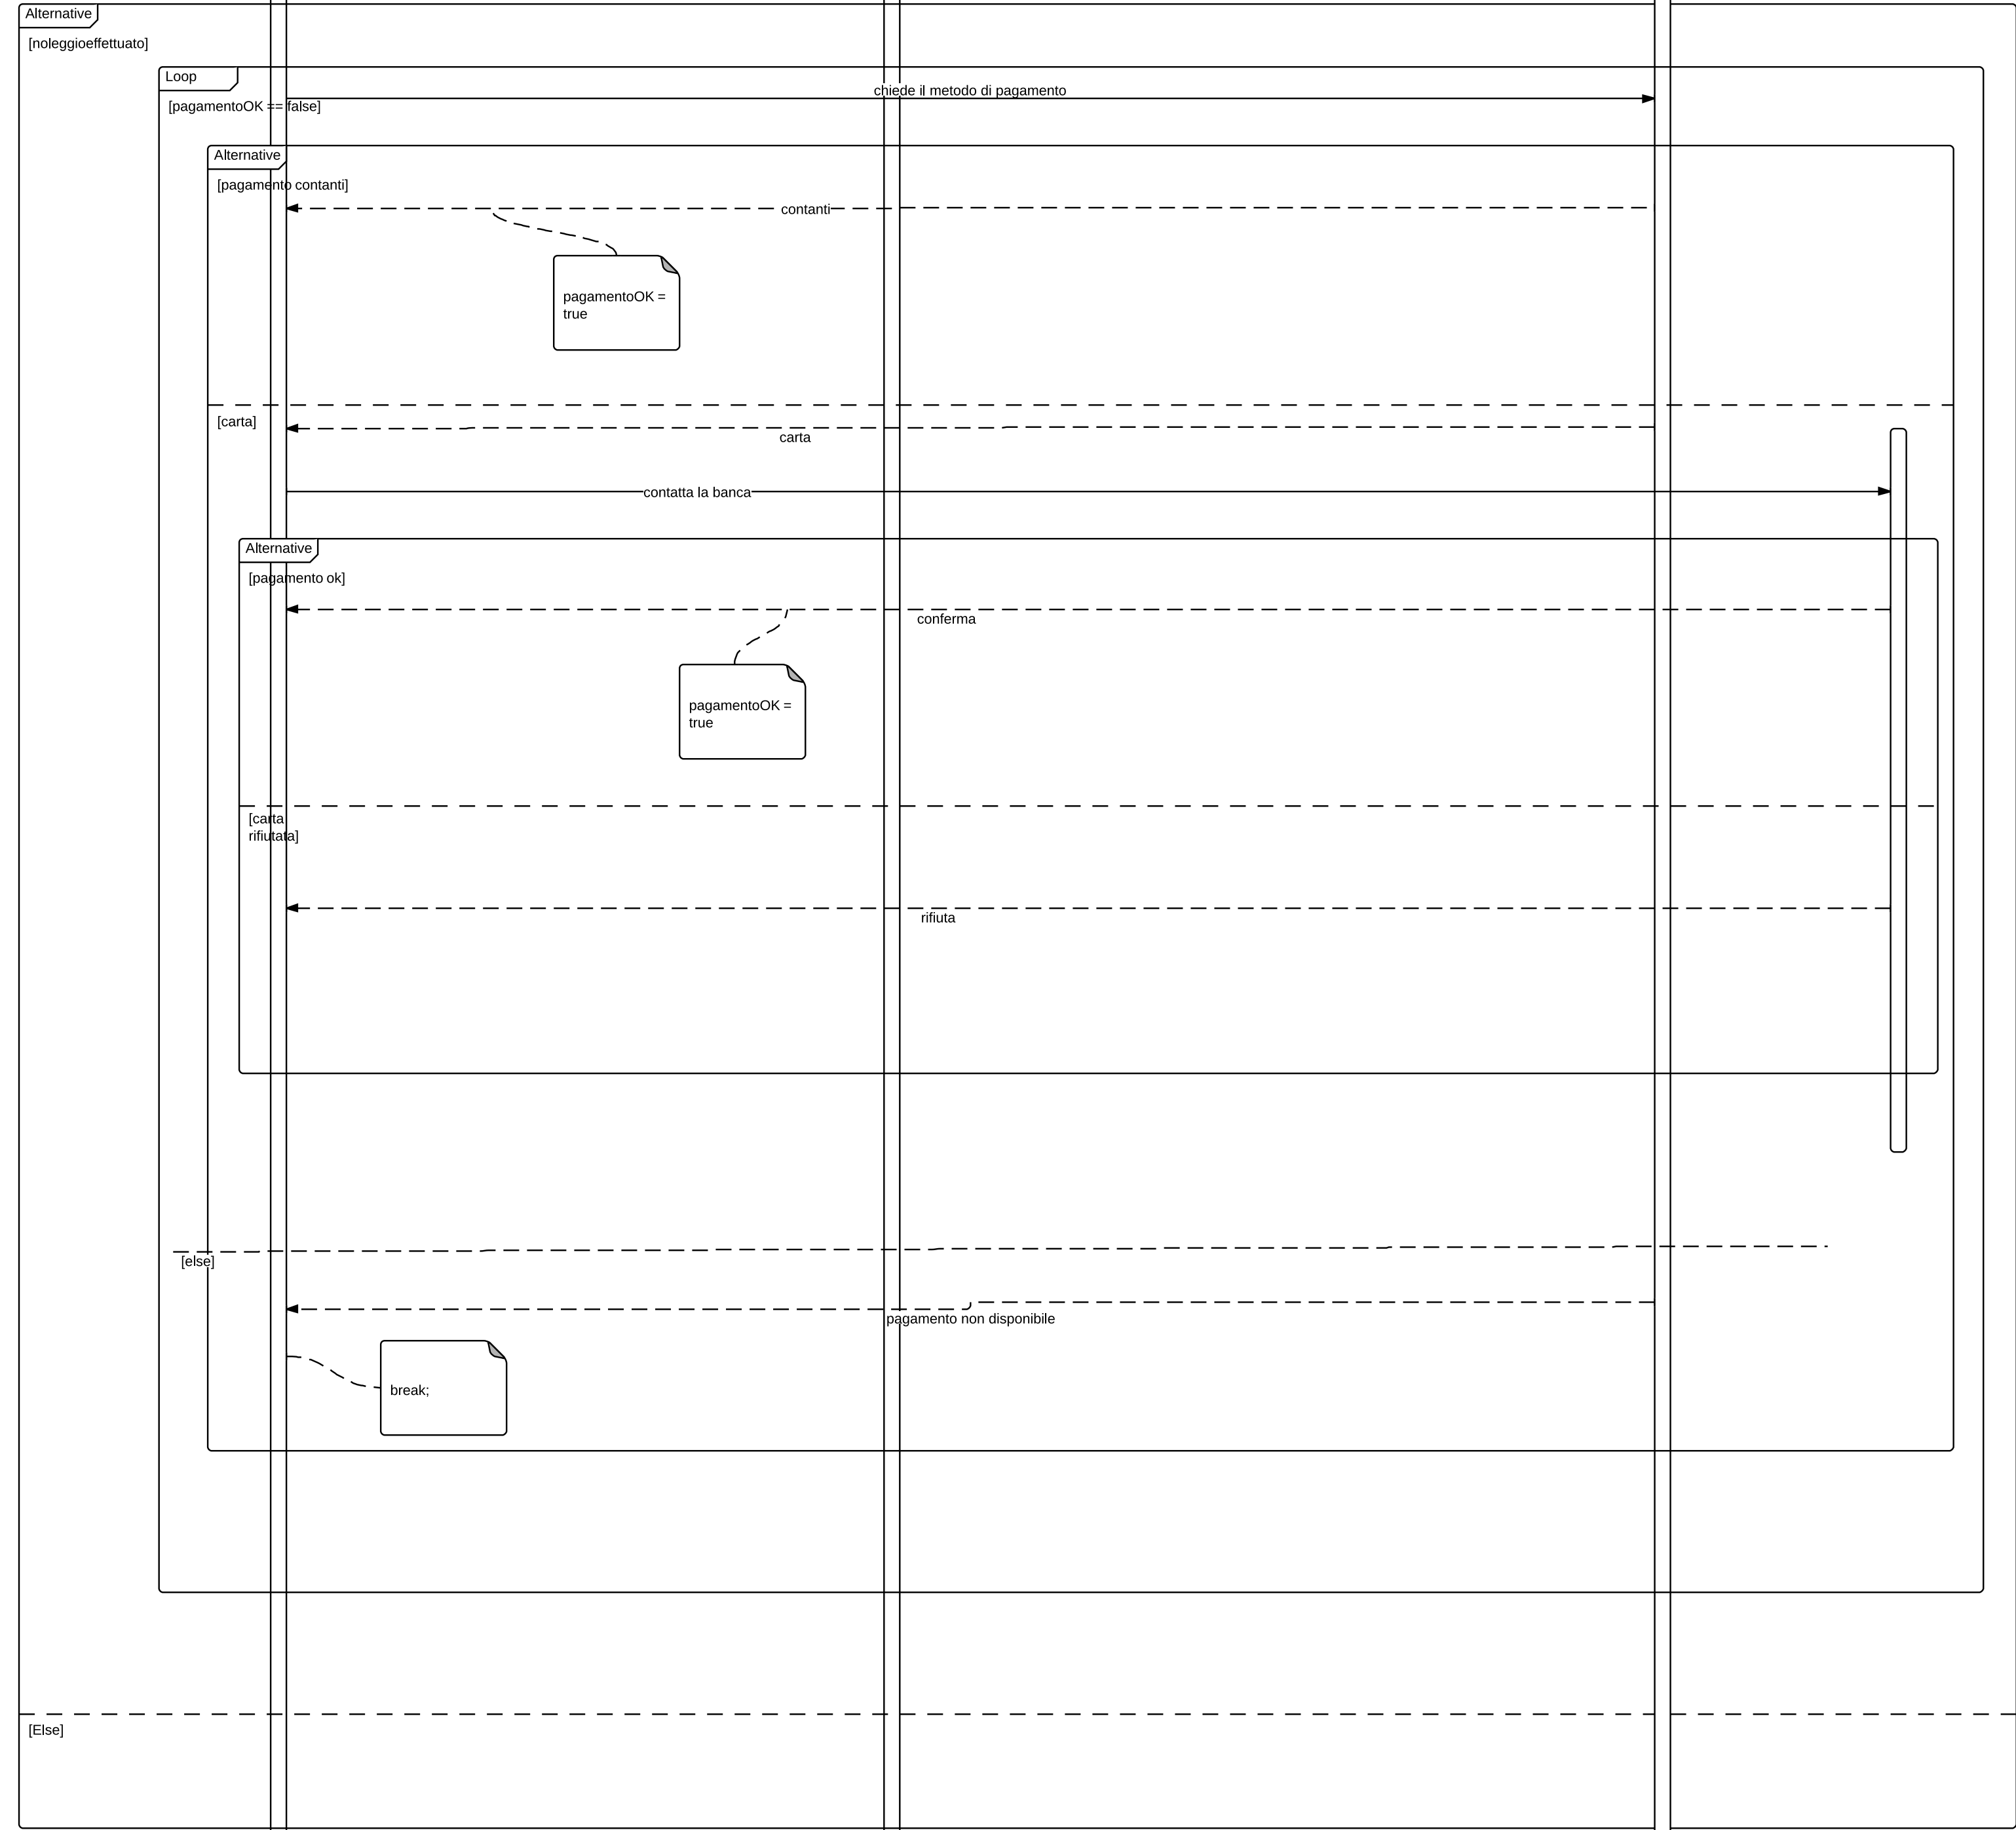 Alternative
[noleggioeffettuato]
Loop
[pagamentoOK == false]
chiede il metodo di pagamento
Alternative
[pagamento contanti]
contanti
pagamentoOK =
true
[carta]
carta
contatta la banca
Alternative
[pagamento ok]
conferma
pagamentoOK =
true
[carta
rifiutata]
rifiuta
[else]
pagamento non disponibile
break;
[Else]